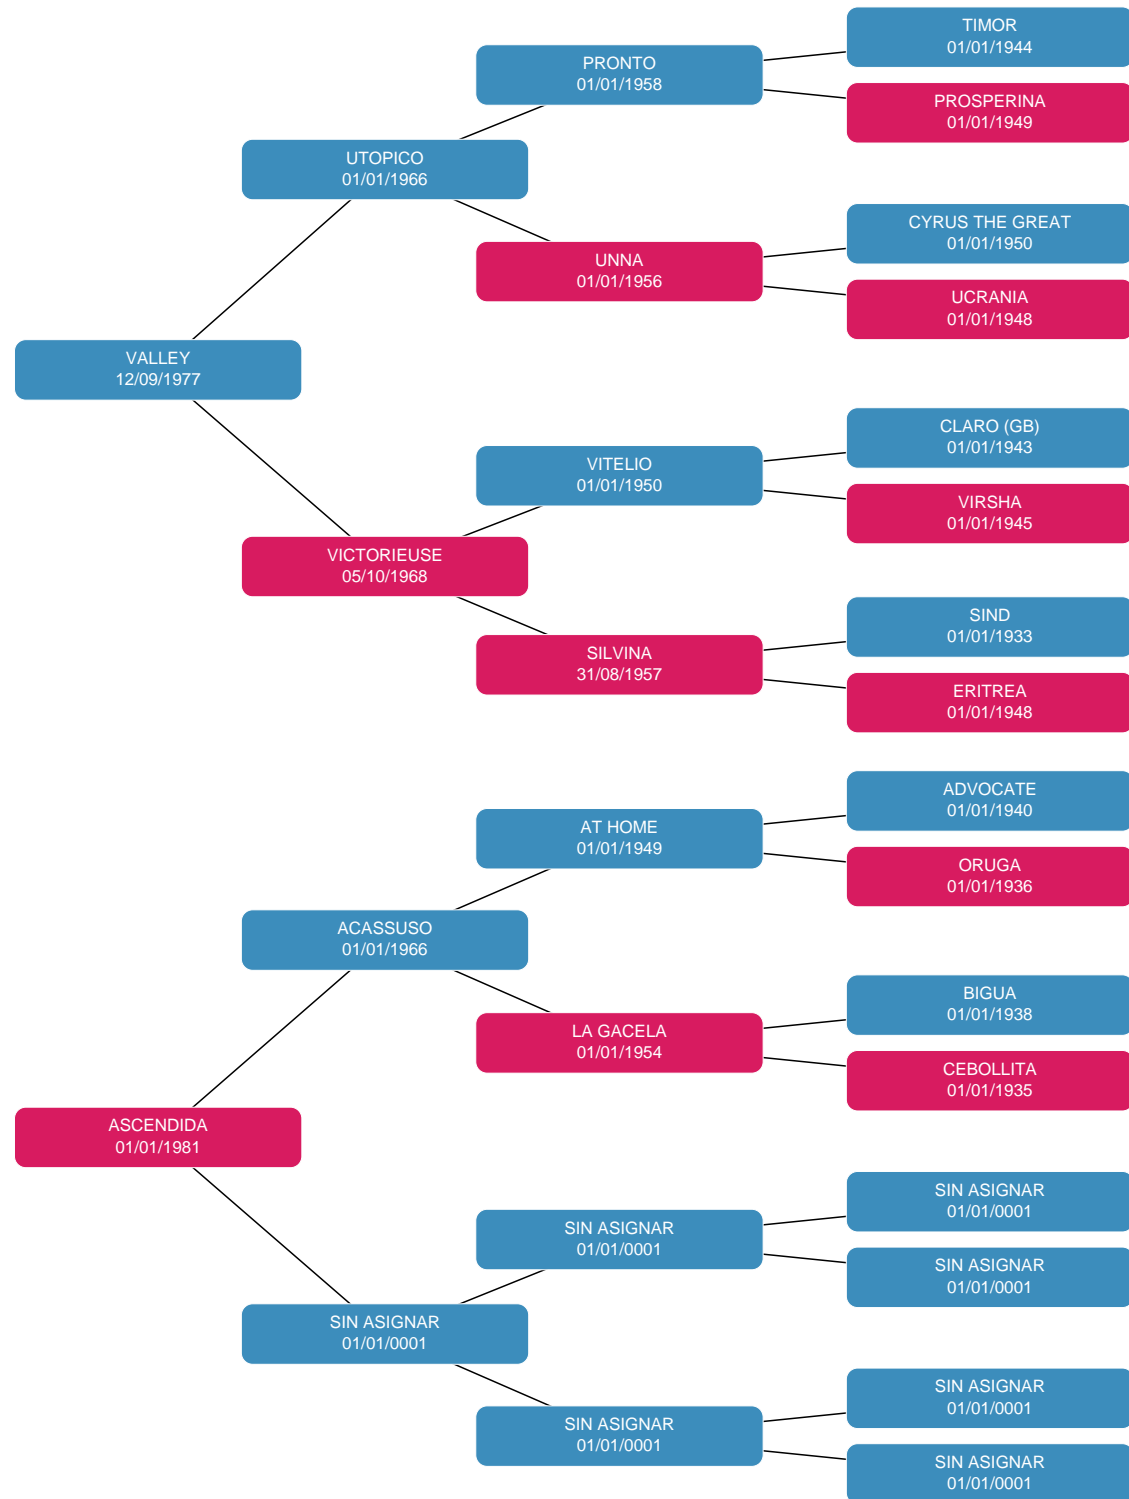 TIMOR
01/01/1944
PRONTO
01/01/1958
PROSPERINA
01/01/1949
UTOPICO
01/01/1966
CYRUS THE GREAT
01/01/1950
UNNA
01/01/1956
UCRANIA
01/01/1948
VALLEY
12/09/1977
CLARO (GB)
01/01/1943
VITELIO
01/01/1950
VIRSHA
01/01/1945
VICTORIEUSE
05/10/1968
SIND
01/01/1933
SILVINA
31/08/1957
ERITREA
01/01/1948
ADVOCATE
01/01/1940
AT HOME
01/01/1949
ORUGA
01/01/1936
ACASSUSO
01/01/1966
BIGUA
01/01/1938
LA GACELA
01/01/1954
CEBOLLITA
01/01/1935
ASCENDIDA
01/01/1981
SIN ASIGNAR
01/01/0001
SIN ASIGNAR
01/01/0001
SIN ASIGNAR
01/01/0001
SIN ASIGNAR
01/01/0001
SIN ASIGNAR
01/01/0001
SIN ASIGNAR
01/01/0001
SIN ASIGNAR
01/01/0001